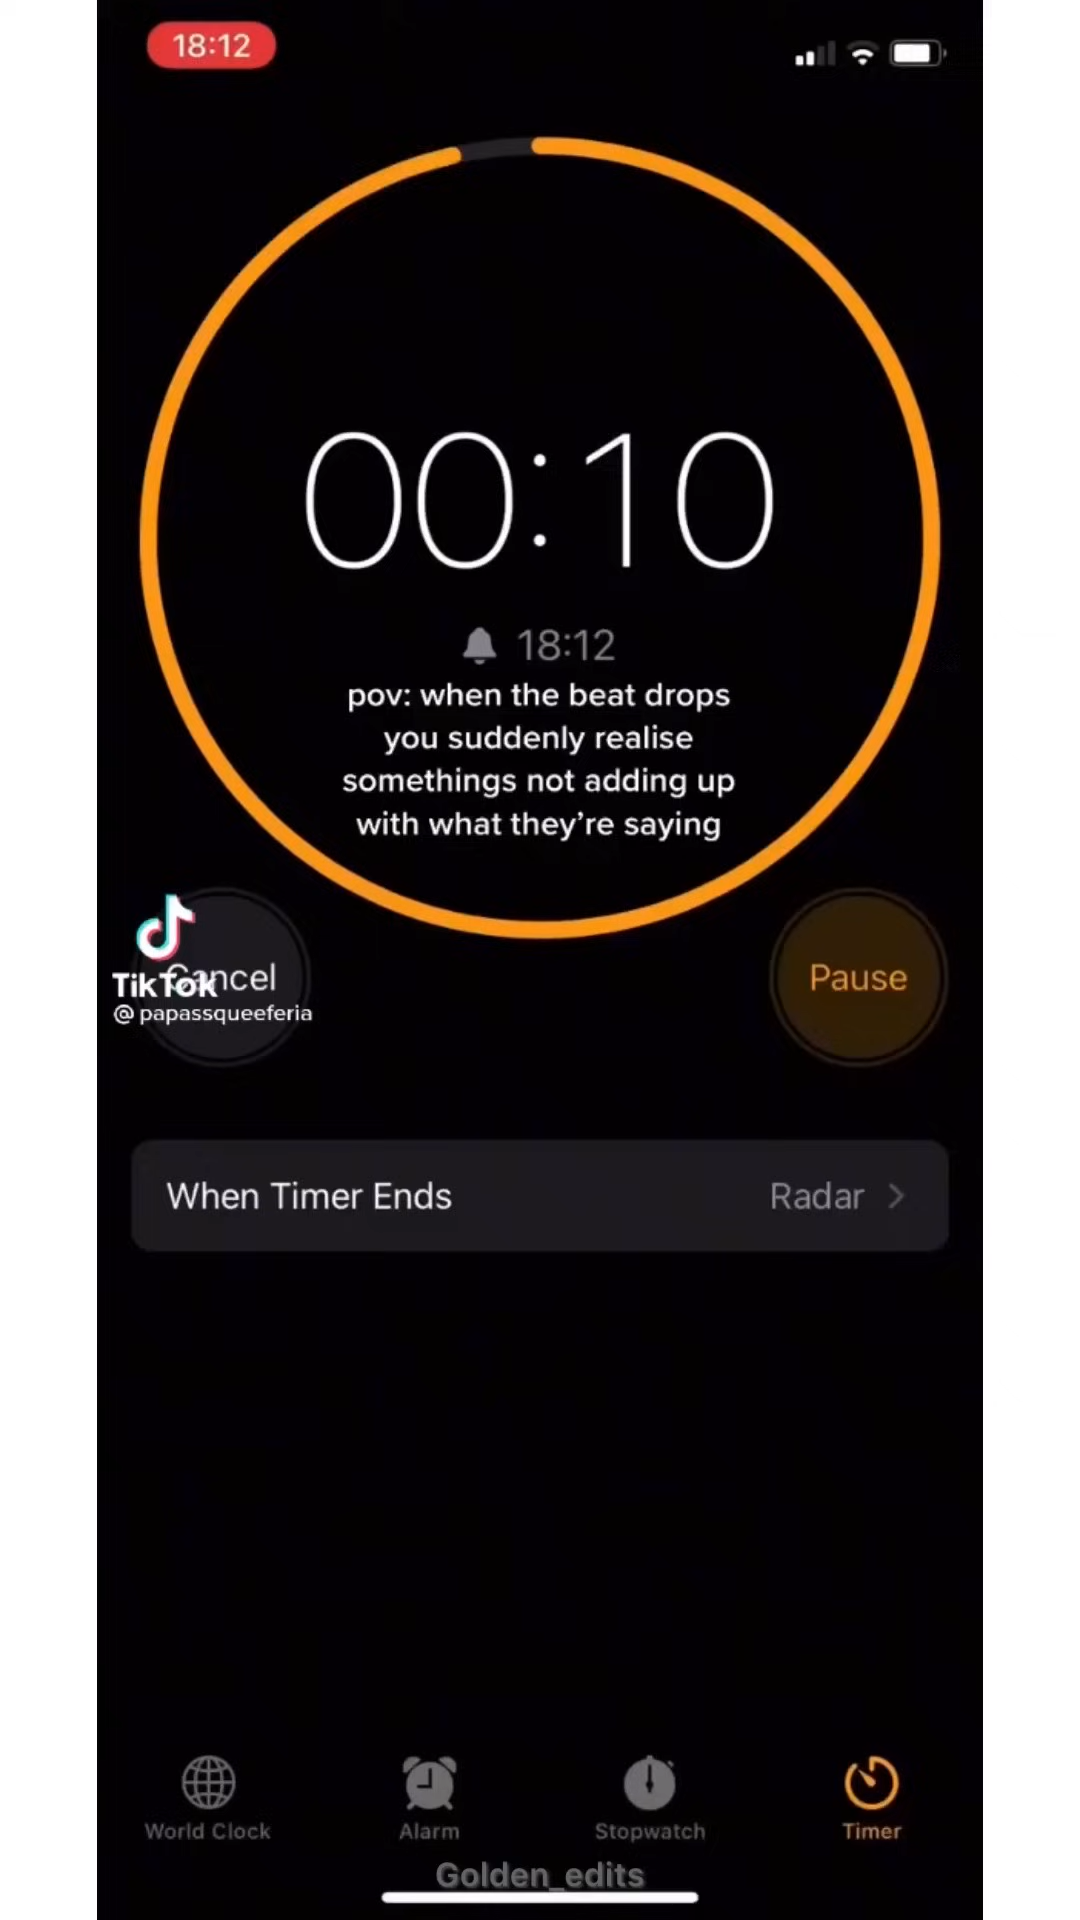 18:12
00:10
18:12
pov: when the beat drops
you suddenly realise
somethings not adding up
with what they're saying
TikTok
@papassqueeferia
Cancel
Pause
When Timer Ends
Radar
World Clock
Alarm
Stopwatch
Timer
Golden_edits